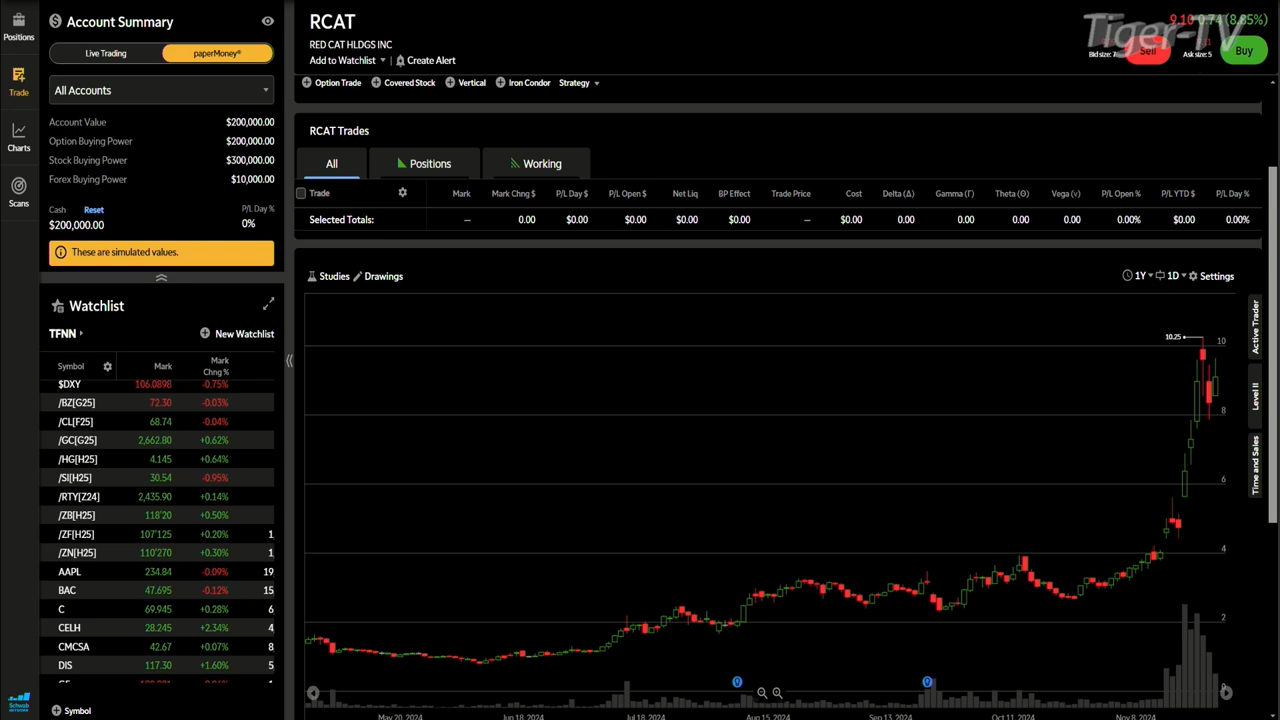 Positions
Trade
Charts
Scans
Schwab
NETWORK
Account Summary
Live Trading paperMoney®
All Accounts
Account Value $200,000.00
Option Buying Power $200,000.00
Stock Buying Power $300,000.00
Forex Buying Power $10,000.00
Cash Reset P/L Day %
$200,000.00 0%
These are simulated values.
Watchlist
TFNN New Watchlist
Symbol Mark Mark Chng %
$DXY 106.0898 -0.75%
/BZ[G25] 72.30 -0.03%
/CL[F25] 68.74 -0.04%
/GC[G25] 2,662.80 +0.62%
/HG[H25] 4.145 +0.64%
/SI[H25] 30.54 -0.95%
/RTY[Z24] 2,435.90 +0.14%
/ZB[H25] 118'20 +0.50%
/ZF[H25] 107'125 +0.20% 1
/ZN[H25] 110'270 +0.30% 1
AAPL 234.84 -0.09% 19
BAC 47.695 -0.12% 15
C 69.945 +0.28% 6
CELH 28.245 +2.34% 4
CMCSA 42.67 +0.07% 8
DIS 117.30 +1.60% 5
Symbol
RCAT
RED CAT HLDGS INC
Add to Watchlist Create Alert
9.10 0.74 (8.85%)
Tiger-TV
Sell Buy
Bid size: Ask size: 5
Option Trade Covered Stock Vertical Iron Condor Strategy
RCAT Trades
All Positions Working
Trade Mark Mark Chng $ P/L Day $ P/L Open $ Net Liq BP Effect Trade Price Cost Delta (Δ) Gamma (Γ) Theta (Θ) Vega (ν) P/L Open % P/L YTD $ P/L Day %
Selected Totals: – 0.00 $0.00 $0.00 $0.00 $0.00 – $0.00 0.00 0.00 0.00 0.00 0.00% $0.00 0.00%
Studies Drawings 1Y 1D Settings
10.25
10
8
6
4
2
0
May 20, 2024 Jun 18, 2024 Jul 18, 2024 Aug 15, 2024 Sep 13, 2024 Oct 11, 2024 Nov 8, 2024
Active Trader
Level II
Time and Sales